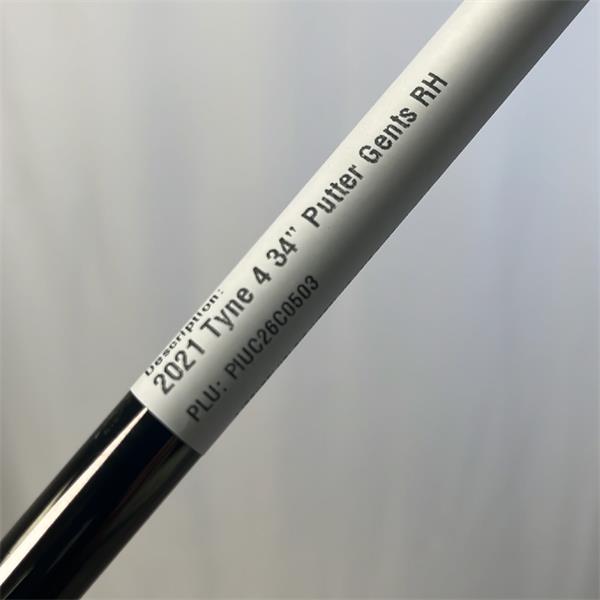 Description:
2021 Tyne 4 34" Putter Gents RH
PLU: PIUC26C0503